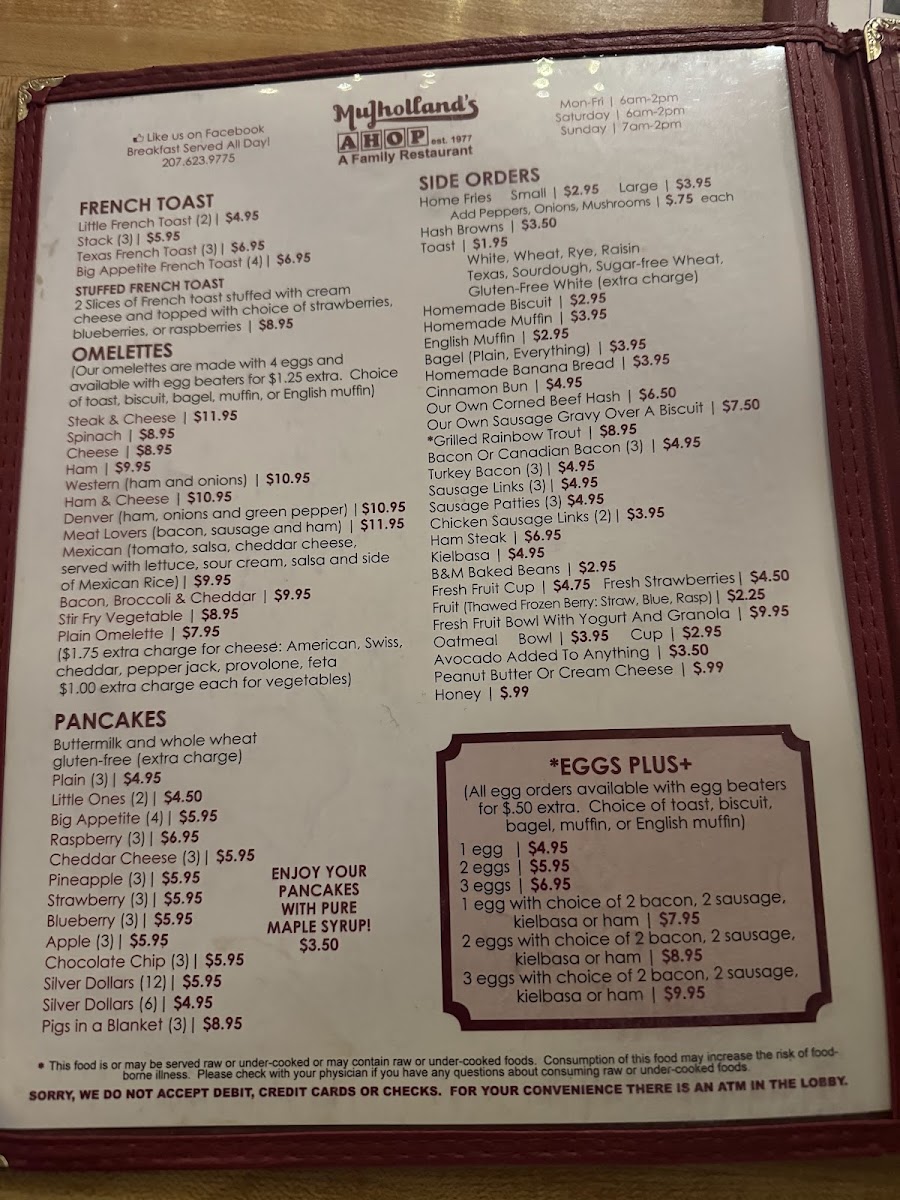 Like us on Facebook
Breakfast Served All Day!
207.623.9775
Mulholland's
AHOP est. 1977
A Family Restaurant
Mon-Fri | 6am-2pm
Saturday | 6am-2pm
Sunday | 7am-2pm
FRENCH TOAST
Little French Toast (2) | $4.95
Stack (3) | $5.95
Texas French Toast (3) | $6.95
Big Appetite French Toast (4) | $6.95
STUFFED FRENCH TOAST
2 Slices of French toast stuffed with cream
cheese and topped with choice of strawberries,
blueberries, or raspberries | $8.95
OMELETTES
(Our omelettes are made with 4 eggs and
available with egg beaters for $1.25 extra. Choice
of toast, biscuit, bagel, muffin, or English muffin)
Steak & Cheese | $11.95
Spinach | $8.95
Cheese | $8.95
Ham | $9.95
Western (ham and onions) | $10.95
Ham & Cheese | $10.95
Denver (ham, onions and green pepper) | $10.95
Meat Lovers (bacon, sausage and ham) | $11.95
Mexican (tomato, salsa, cheddar cheese,
served with lettuce, sour cream, salsa and side
of Mexican Rice) | $9.95
Bacon, Broccoli & Cheddar | $9.95
Stir Fry Vegetable | $8.95
Plain Omelette | $7.95
($1.75 extra charge for cheese: American, Swiss,
cheddar, pepper jack, provolone, feta
$1.00 extra charge each for vegetables)
PANCAKES
Buttermilk and whole wheat
gluten-free (extra charge)
Plain (3) | $4.95
Little Ones (2) | $4.50
Big Appetite (4) | $5.95
Raspberry (3) | $6.95
Cheddar Cheese (3) | $5.95
Pineapple (3) | $5.95
Strawberry (3) | $5.95
Blueberry (3) | $5.95
Apple (3) | $5.95
Chocolate Chip (3) | $5.95
Silver Dollars (12) | $5.95
Silver Dollars (6) | $4.95
Pigs in a Blanket (3) | $8.95
ENJOY YOUR
PANCAKES
WITH PURE
MAPLE SYRUP!
$3.50
SIDE ORDERS
Home Fries Small | $2.95 Large | $3.95
Add Peppers, Onions, Mushrooms | $.75 each
Hash Browns | $3.50
Toast | $1.95
White, Wheat, Rye, Raisin
Texas, Sourdough, Sugar-free Wheat,
Gluten-Free White (extra charge)
Homemade Biscuit | $2.95
Homemade Muffin | $3.95
English Muffin | $2.95
Bagel (Plain, Everything) | $3.95
Homemade Banana Bread | $3.95
Cinnamon Bun | $4.95
Our Own Corned Beef Hash | $6.50
Our Own Sausage Gravy Over A Biscuit | $7.50
*Grilled Rainbow Trout | $8.95
Bacon Or Canadian Bacon (3) | $4.95
Turkey Bacon (3) | $4.95
Sausage Links (3) | $4.95
Sausage Patties (3) $4.95
Chicken Sausage Links (2) | $3.95
Ham Steak | $6.95
Kielbasa | $4.95
B&M Baked Beans | $2.95
Fresh Fruit Cup | $4.75 Fresh Strawberries | $4.50
Fruit (Thawed Frozen Berry: Straw, Blue, Rasp) | $2.25
Fresh Fruit Bowl With Yogurt And Granola | $9.95
Oatmeal Bowl | $3.95 Cup | $2.95
Avocado Added To Anything | $3.50
Peanut Butter Or Cream Cheese | $.99
Honey | $.99
*EGGS PLUS+
(All egg orders available with egg beaters
for $.50 extra. Choice of toast, biscuit,
bagel, muffin, or English muffin)
1 egg | $4.95
2 eggs | $5.95
3 eggs | $6.95
1 egg with choice of 2 bacon, 2 sausage,
kielbasa or ham | $7.95
2 eggs with choice of 2 bacon, 2 sausage,
kielbasa or ham | $8.95
3 eggs with choice of 2 bacon, 2 sausage,
kielbasa or ham | $9.95
* This food is or may be served raw or under-cooked or may contain raw or under-cooked foods. Consumption of this food may increase the risk of food-
borne illness. Please check with your physician if you have any questions about consuming raw or under-cooked foods.
SORRY, WE DO NOT ACCEPT DEBIT, CREDIT CARDS OR CHECKS. FOR YOUR CONVENIENCE THERE IS AN ATM IN THE LOBBY.